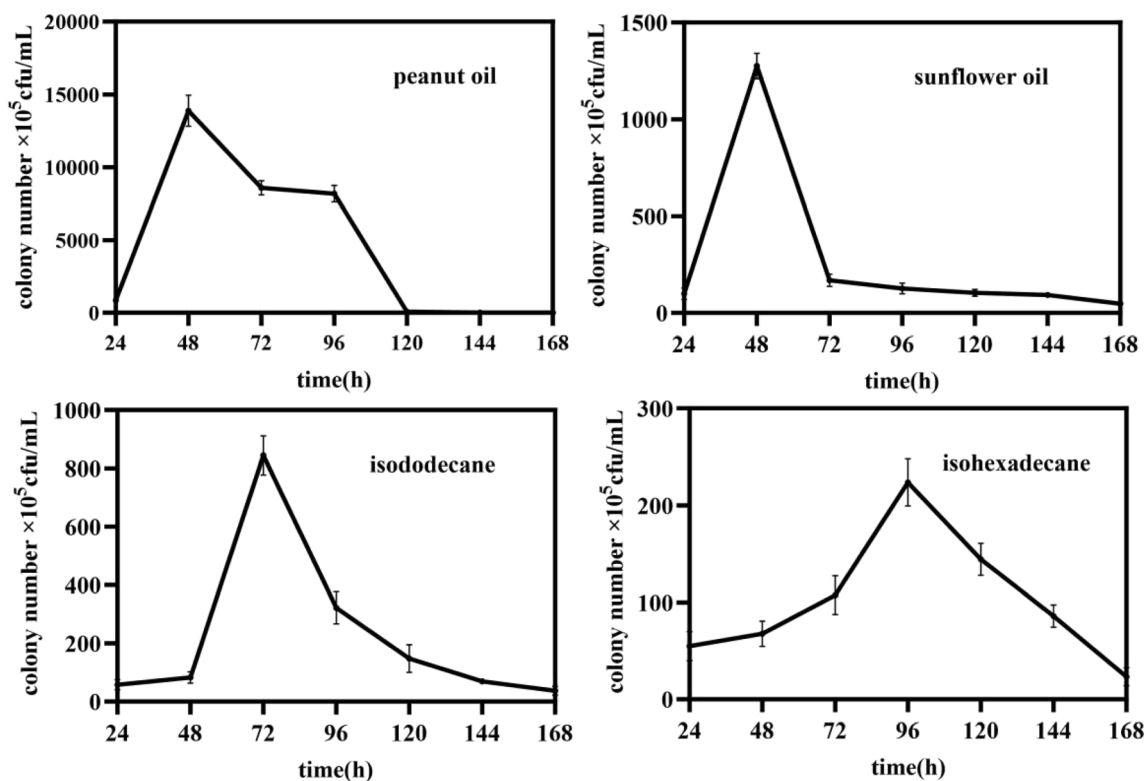 colony number ×10⁵cfu/mL
20000
15000
10000
5000
0
peanut oil
24 48 72 96 120 144 168
time(h)
colony number ×10⁵cfu/mL
1500
1000
500
0
sunflower oil
24 48 72 96 120 144 168
time(h)
colony number ×10⁵cfu/mL
1000
800
600
400
200
0
isododecane
24 48 72 96 120 144 168
time(h)
colony number ×10⁵cfu/mL
300
200
100
0
isohexadecane
24 48 72 96 120 144 168
time(h)